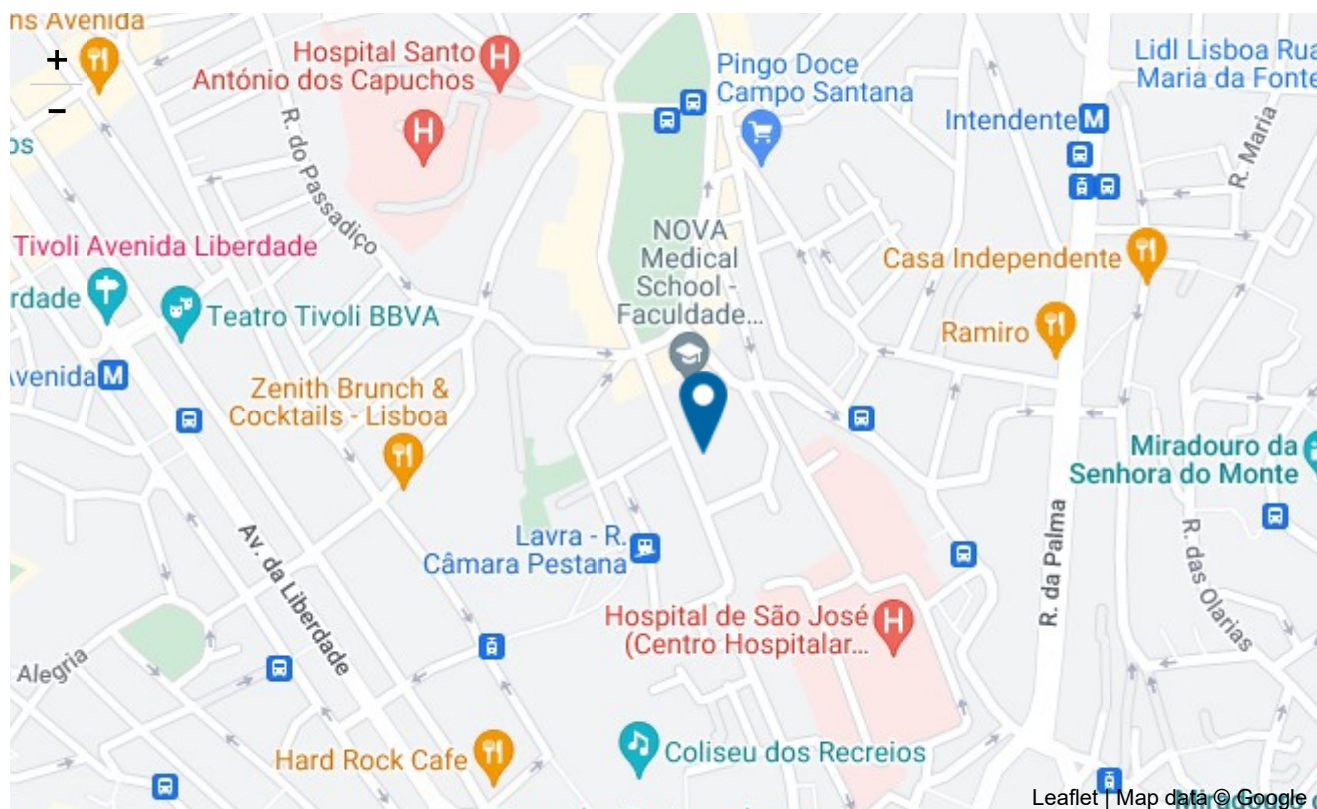 ns Avenida
+
−
Hospital Santo
António dos Capuchos
H
H
Pingo Doce
Campo Santana
Lidl Lisboa Rua
Maria da Fonte
Intendente M
os
R. do Passadiço
R. Maria
Tivoli Avenida Liberdade
NOVA
Medical
School -
Faculdade...
Casa Independente
rdade
Teatro Tivoli BBVA
Ramiro
Avenida M
Zenith Brunch &
Cocktails - Lisboa
Miradouro da
Senhora do Monte
Av. da Liberdade
Lavra - R.
Câmara Pestana
R. da Palma
R. das Olarias
Hospital de São José
(Centro Hospitalar...
H
Alegria
Hard Rock Cafe
Coliseu dos Recreios
Leaflet | Map data © Google